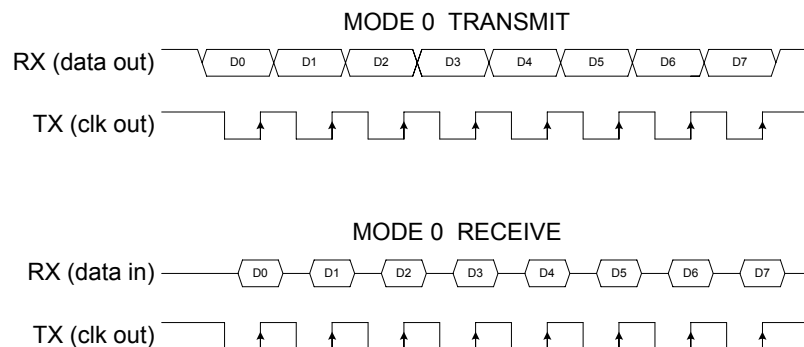 MODE 0 TRANSMIT
RX (data out) D0 D1 D2 D3 D4 D5 D6 D7
TX (clk out)
MODE 0 RECEIVE
RX (data in) D0 D1 D2 D3 D4 D5 D6 D7
TX (clk out)